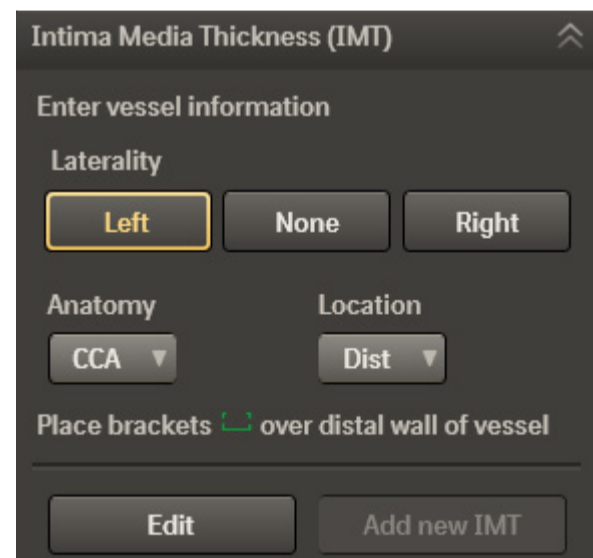 Intima Media Thickness (IMT)
Enter vessel information
Laterality
Left None Right
Anatomy Location
CCA Dist
Place brackets over distal wall of vessel
Edit Add new IMT